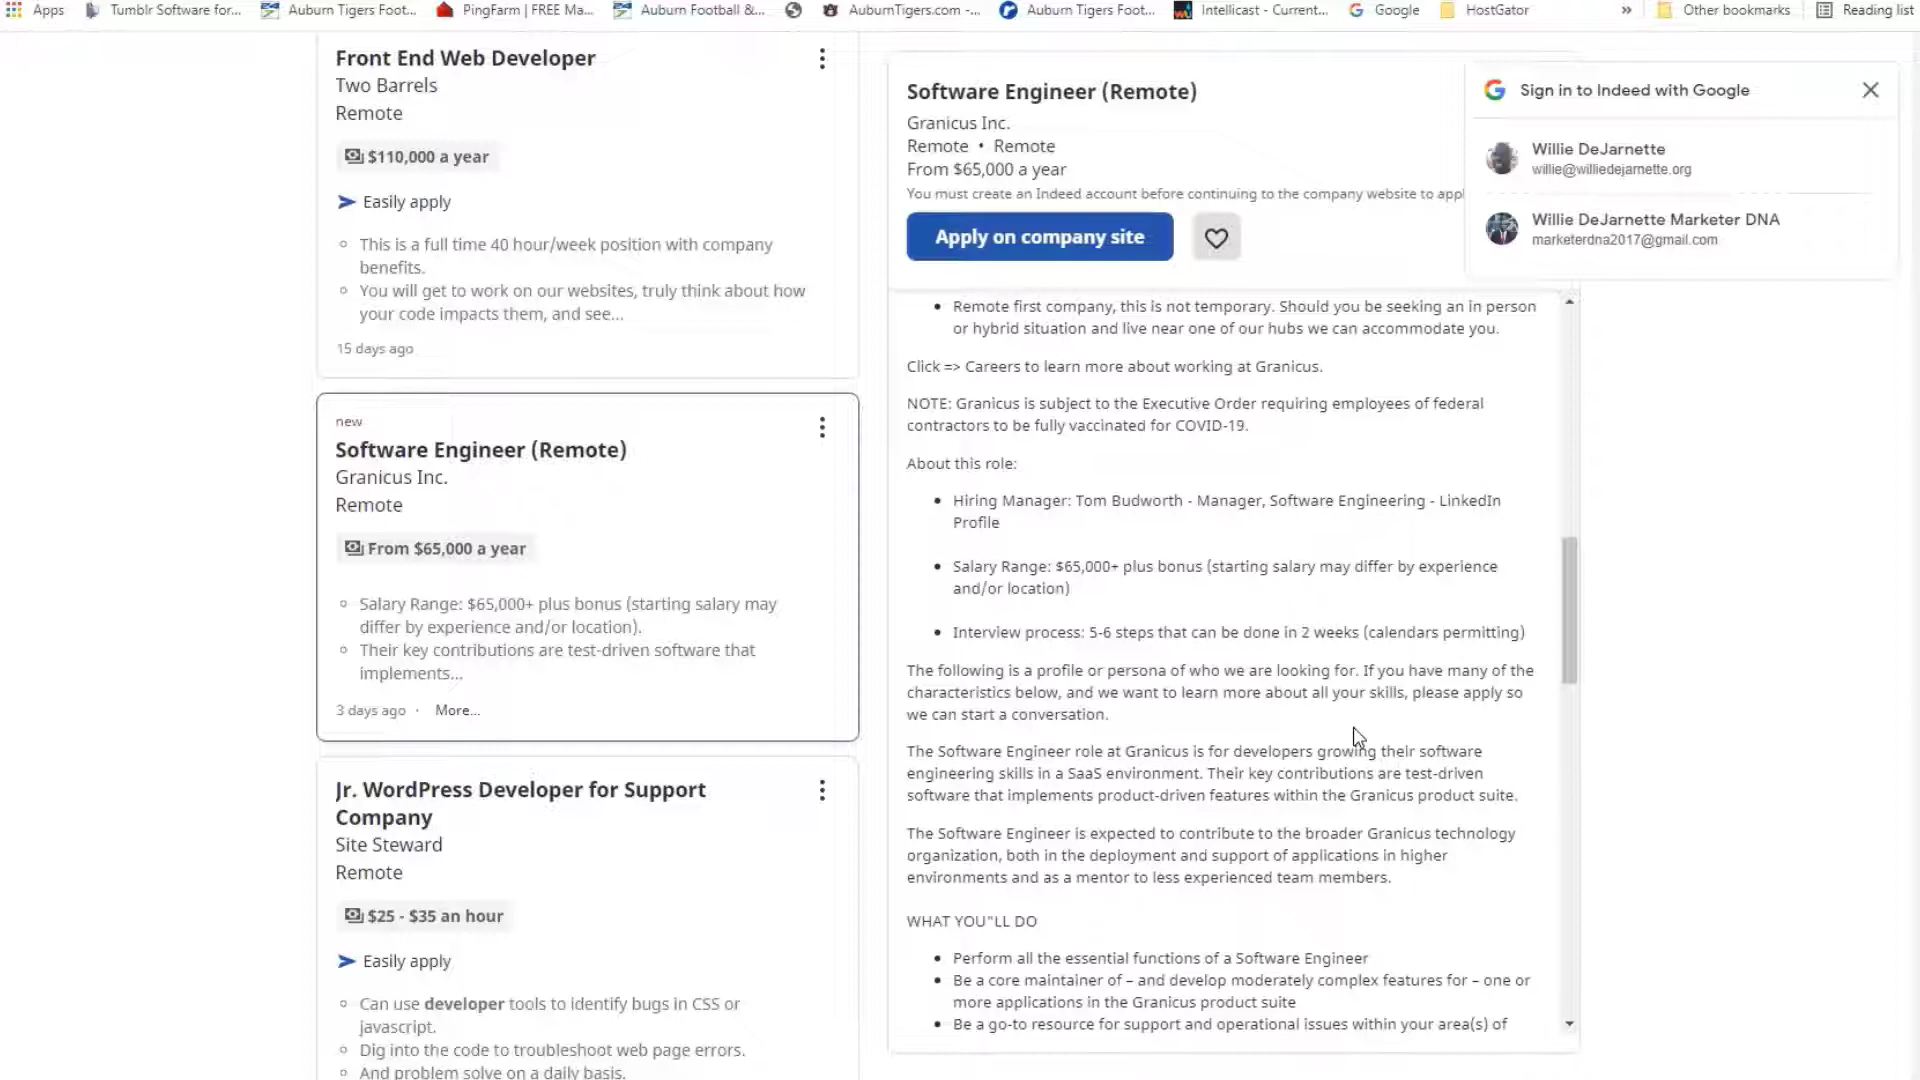 Apps
Tumblr Software for...
Auburn Tigers Foot...
PingFarm | FREE Ma...
Auburn Football &...
AuburnTigers.com -...
Auburn Tigers Foot...
Intellicast - Current...
Google
HostGator
»
Other bookmarks
Reading list
Front End Web Developer
Two Barrels
Remote
$110,000 a year
Easily apply
This is a full time 40 hour/week position with company
benefits.
You will get to work on our websites, truly think about how
your code impacts them, and see...
15 days ago
new
Software Engineer (Remote)
Granicus Inc.
Remote
From $65,000 a year
Salary Range: $65,000+ plus bonus (starting salary may
differ by experience and/or location).
Their key contributions are test-driven software that
implements...
3 days ago · More...
Jr. WordPress Developer for Support
Company
Site Steward
Remote
$25 - $35 an hour
Easily apply
Can use developer tools to identify bugs in CSS or
javascript.
Dig into the code to troubleshoot web page errors.
And problem solve on a daily basis.
Software Engineer (Remote)
Granicus Inc.
Remote • Remote
From $65,000 a year
You must create an Indeed account before continuing to the company website to appl
Apply on company site
Sign in to Indeed with Google
Willie DeJarnette
willie@williedejarnette.org
Willie DeJarnette Marketer DNA
marketerdna2017@gmail.com
• Remote first company, this is not temporary. Should you be seeking an in person
or hybrid situation and live near one of our hubs we can accommodate you.
Click => Careers to learn more about working at Granicus.
NOTE: Granicus is subject to the Executive Order requiring employees of federal
contractors to be fully vaccinated for COVID-19.
About this role:
• Hiring Manager: Tom Budworth - Manager, Software Engineering - LinkedIn
Profile
• Salary Range: $65,000+ plus bonus (starting salary may differ by experience
and/or location)
• Interview process: 5-6 steps that can be done in 2 weeks (calendars permitting)
The following is a profile or persona of who we are looking for. If you have many of the
characteristics below, and we want to learn more about all your skills, please apply so
we can start a conversation.
The Software Engineer role at Granicus is for developers growing their software
engineering skills in a SaaS environment. Their key contributions are test-driven
software that implements product-driven features within the Granicus product suite.
The Software Engineer is expected to contribute to the broader Granicus technology
organization, both in the deployment and support of applications in higher
environments and as a mentor to less experienced team members.
WHAT YOU"LL DO
• Perform all the essential functions of a Software Engineer
• Be a core maintainer of – and develop moderately complex features for – one or
more applications in the Granicus product suite
• Be a go-to resource for support and operational issues within your area(s) of